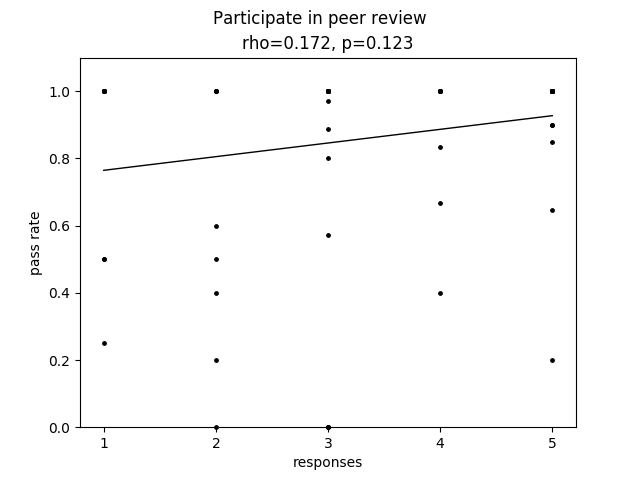 Participate in peer review
rho=0.172, p=0.123
pass rate
1.0
0.8
0.6
0.4
0.2
0.0
1 2 3 4 5
responses